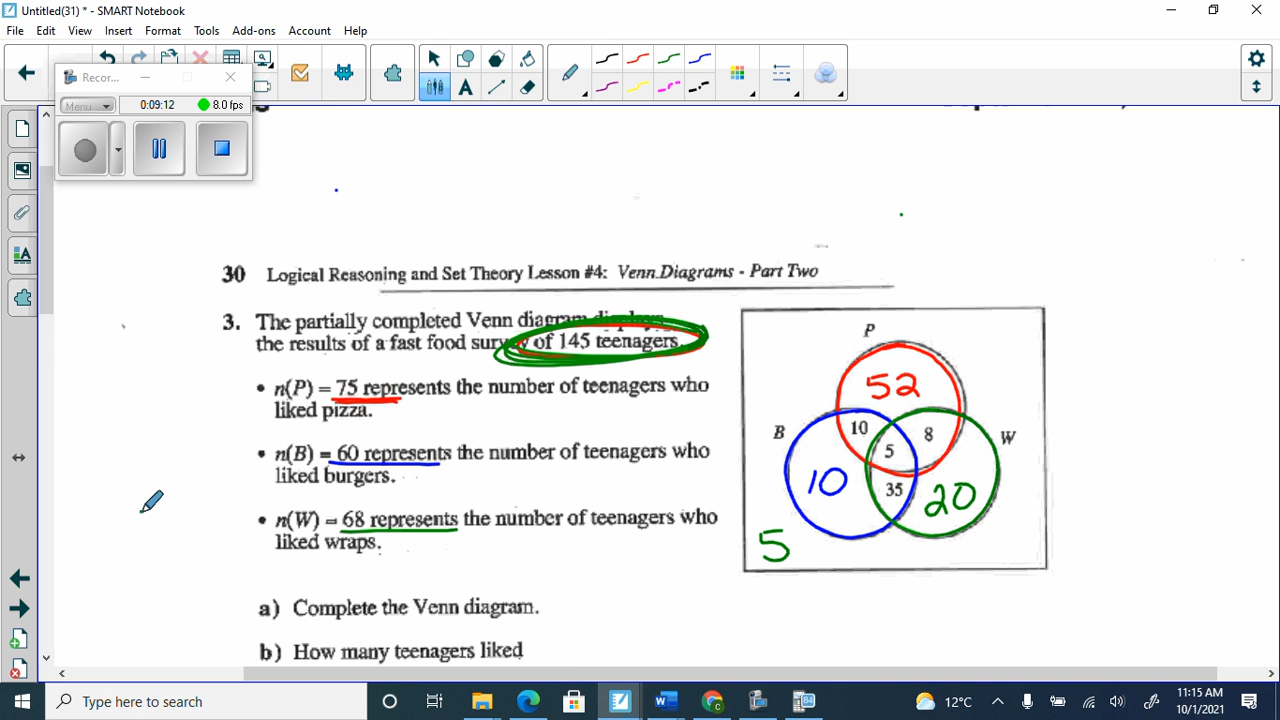 Untitled(31) * - SMART Notebook
File Edit View Insert Format Tools Add-ons Account Help
Recor...
Menu 0:09:12 8.0 fps
30 Logical Reasoning and Set Theory Lesson #4: Venn Diagrams - Part Two
3. The partially completed Venn diagram displays
the results of a fast food survey of 145 teenagers.
• n(P) = 75 represents the number of teenagers who
liked pizza.
• n(B) = 60 represents the number of teenagers who
liked burgers.
• n(W) = 68 represents the number of teenagers who
liked wraps.
a) Complete the Venn diagram.
b) How many teenagers liked
P
52
B
10
8
W
5
10
35
20
5
Type here to search
12°C
11:15 AM
10/1/2021